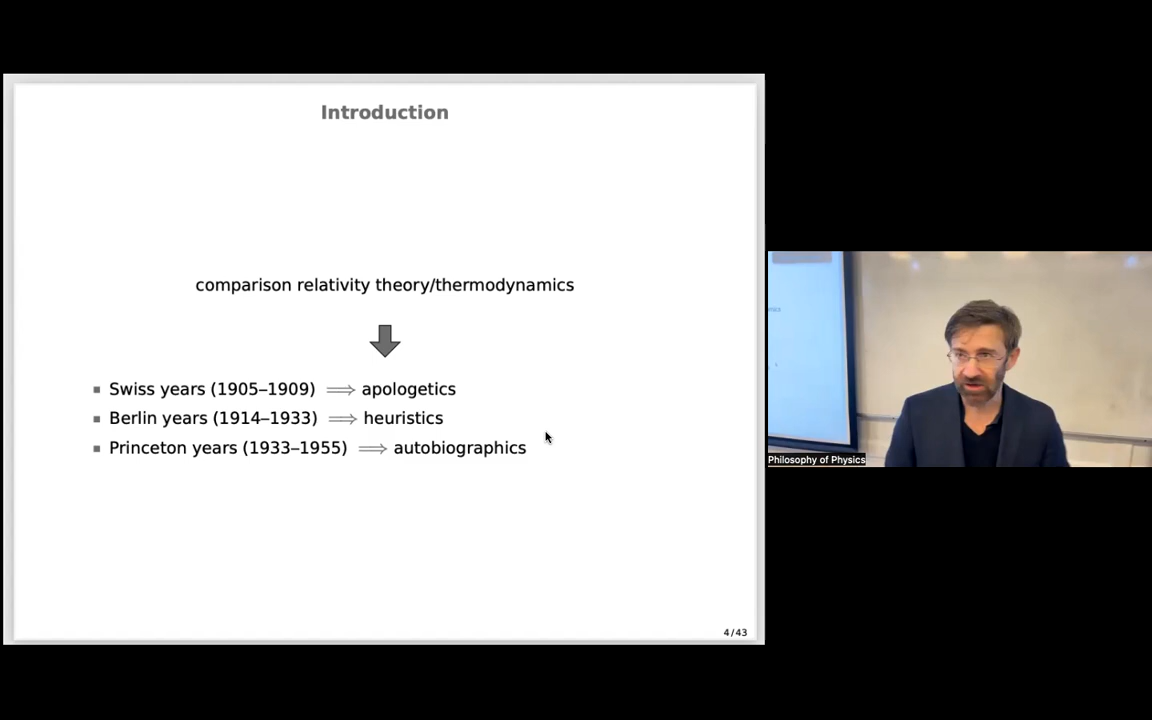 Introduction
comparison relativity theory/thermodynamics
Swiss years (1905–1909) ⟹ apologetics
Berlin years (1914–1933) ⟹ heuristics
Princeton years (1933–1955) ⟹ autobiographics
4/43
Philosophy of Physics